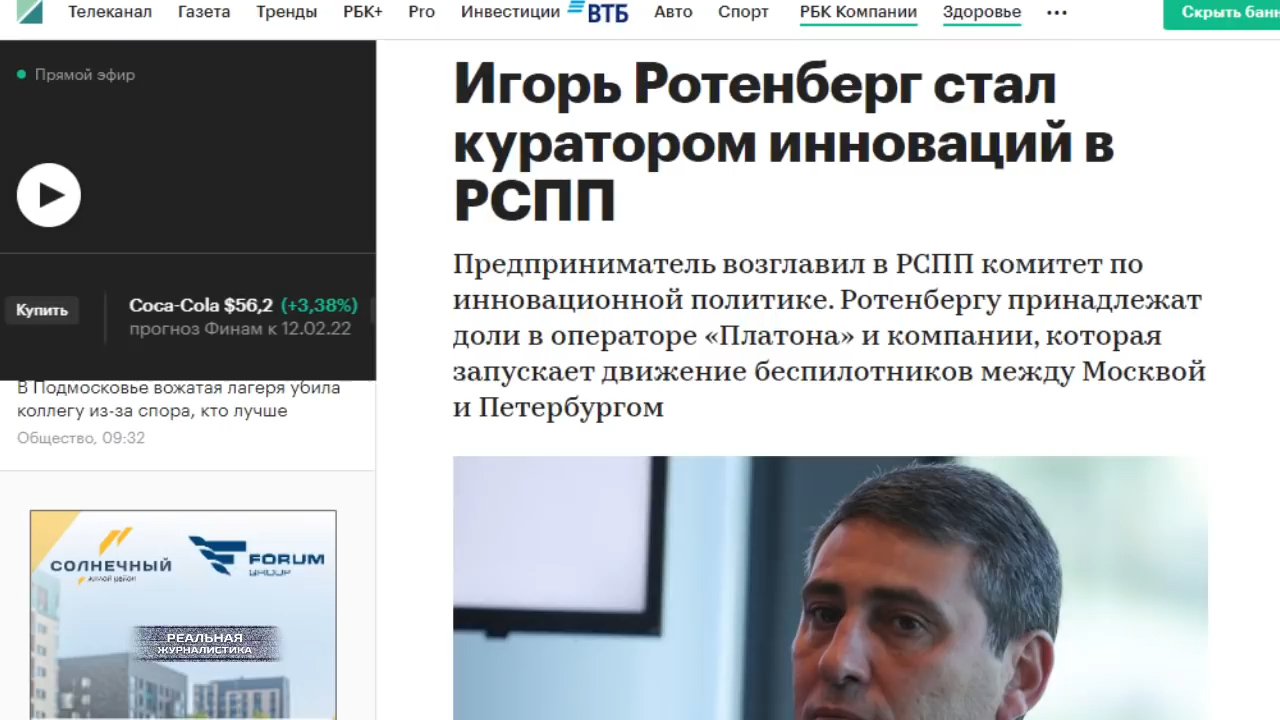 Телеканал Газета Тренды РБК+ Pro Инвестиции ВТБ Авто Спорт РБК Компании Здоровье ...
Скрыть бан
Прямой эфир
Купить
Coca-Cola $56,2 (+3,38%)
прогноз Финам к 12.02.22
В Подмосковье вожатая лагеря убила
коллегу из-за спора, кто лучше
Общество, 09:32
СОЛНЕЧНЫЙ
ЖИЛОЙ РАЙОН
FORUM
GROUP
РЕАЛЬНАЯ
ЖУРНАЛИСТИКА
Игорь Ротенберг стал
куратором инноваций в
РСПП
Предприниматель возглавил в РСПП комитет по
инновационной политике. Ротенбергу принадлежат
доли в операторе «Платона» и компании, которая
запускает движение беспилотников между Москвой
и Петербургом